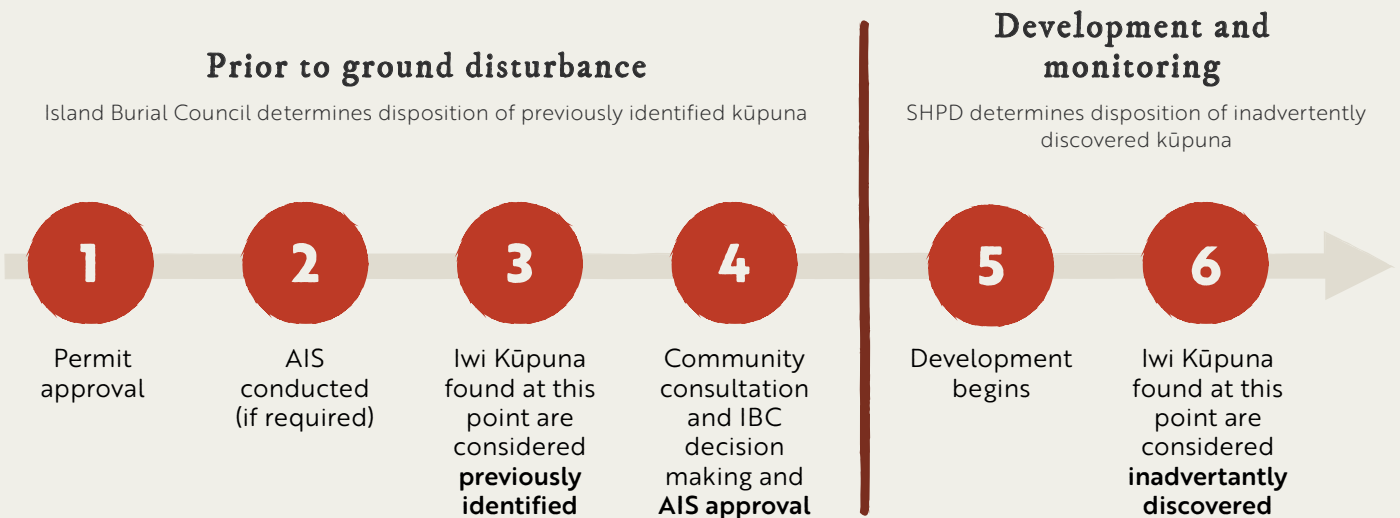 Prior to ground disturbance
Island Burial Council determines disposition of previously identified kūpuna
1
Permit
approval
2
AIS
conducted
(if required)
3
Iwi Kūpuna
found at this
point are
considered
previously
identified
4
Community
consultation
and IBC
decision
making and
AIS approval
Development and
monitoring
SHPD determines disposition of inadvertently
discovered kūpuna
5
Development
begins
6
Iwi Kūpuna
found at this
point are
considered
inadvertantly
discovered